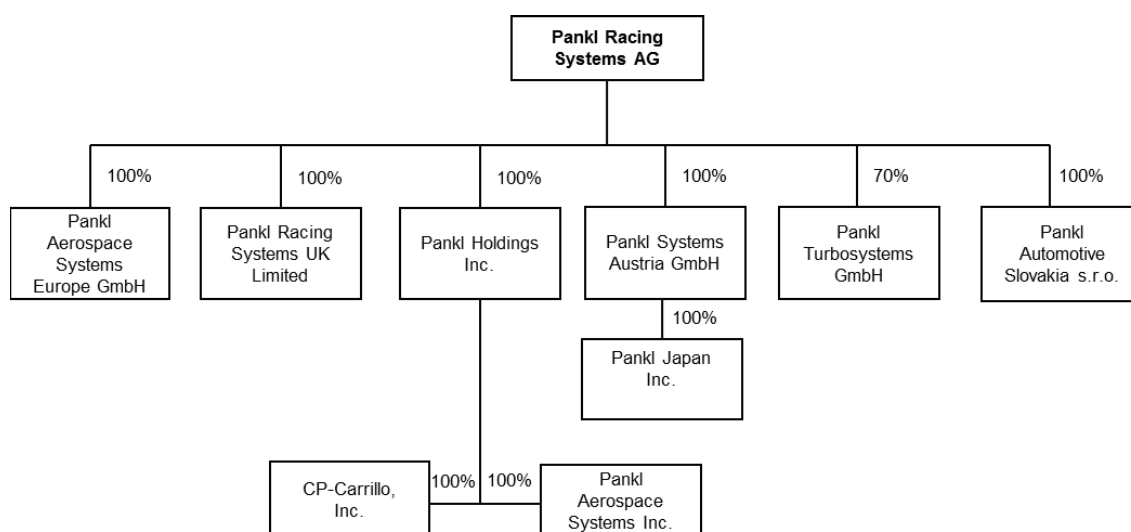 Pankl Racing
Systems AG
100%
100%
100%
100%
70%
100%
Pankl
Aerospace
Systems
Europe GmbH
Pankl Racing
Systems UK
Limited
Pankl Holdings
Inc.
Pankl Systems
Austria GmbH
Pankl
Turbosystems
GmbH
Pankl
Automotive
Slovakia s.r.o.
100%
Pankl Japan
Inc.
CP-Carrillo,
Inc.
100%
100%
Pankl
Aerospace
Systems Inc.